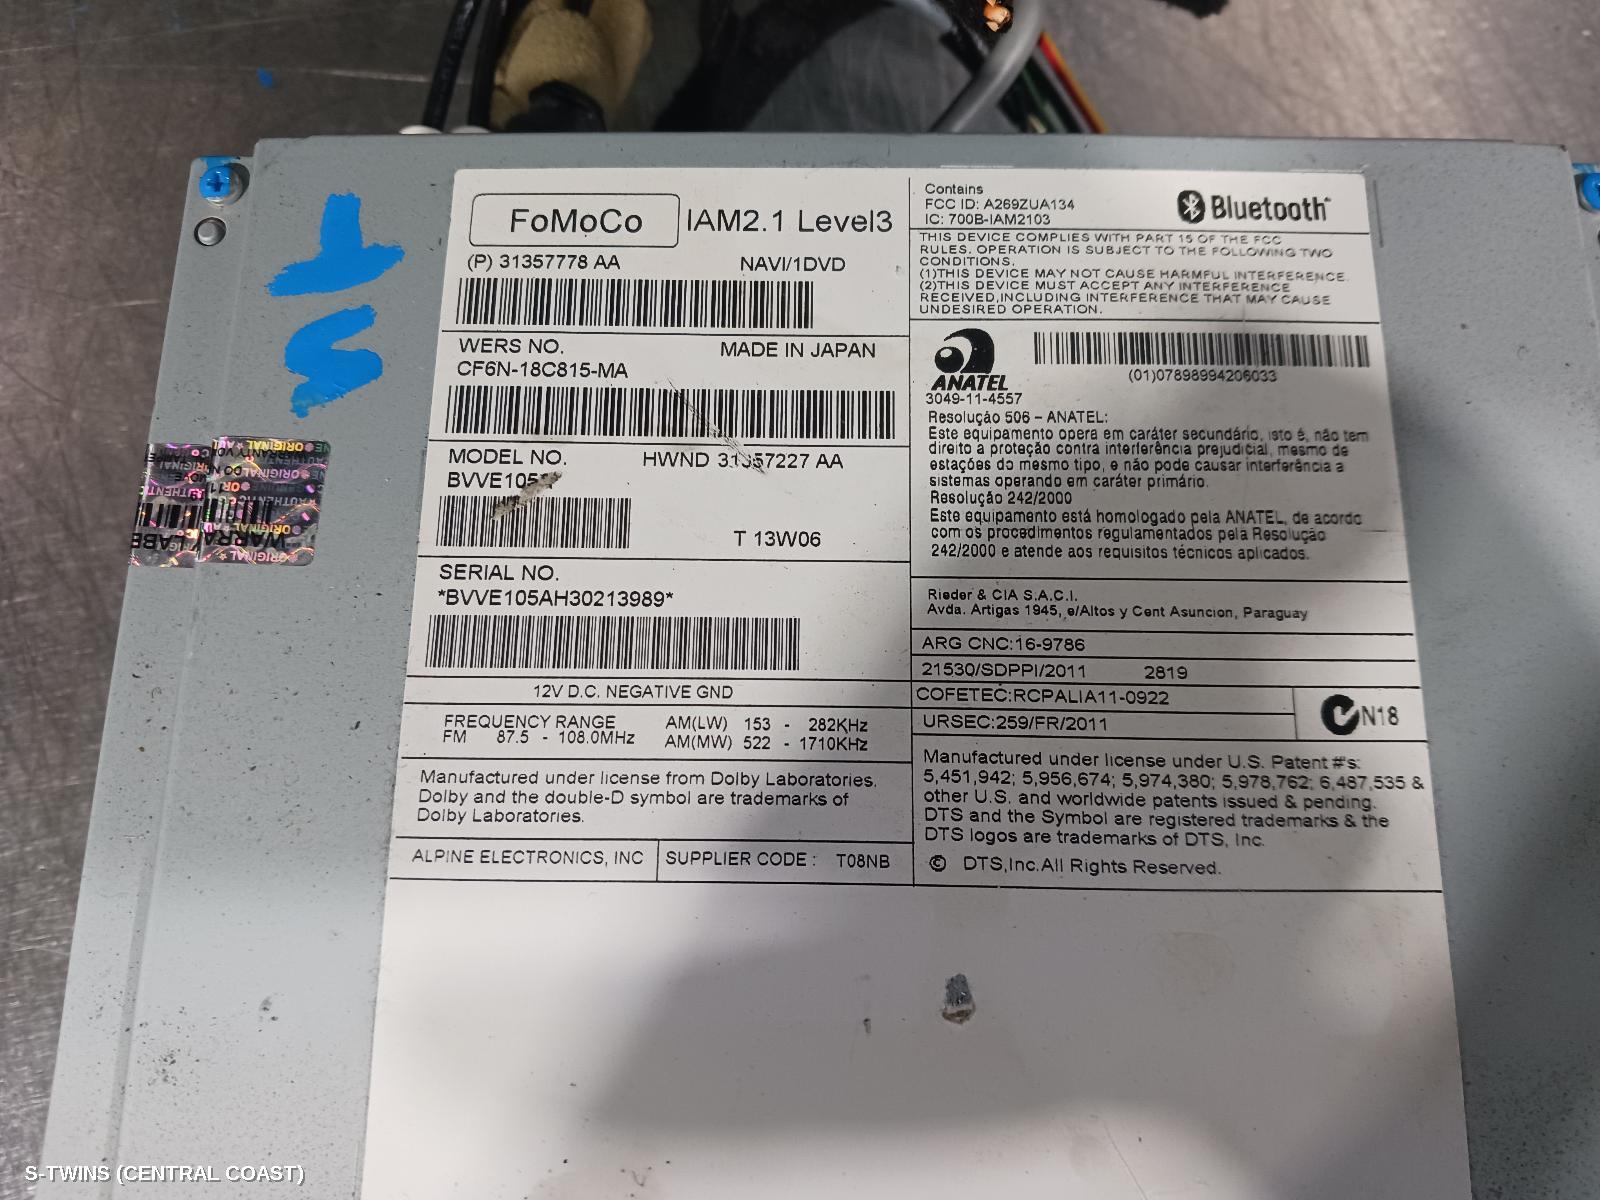 FoMoCo IAM2.1 Level3
(P) 31357778 AA NAVI/1DVD
WERS NO. MADE IN JAPAN
CF6N-18C815-MA
MODEL NO. HWND 31357227 AA
T 13W06
SERIAL NO.
*BVVE105AH30213989*
12V D.C. NEGATIVE GND
FREQUENCY RANGE AM(LW) 153 - 282KHz
FM 87.5 - 108.0MHz AM(MW) 522 - 1710KHz
Manufactured under license from Dolby Laboratories.
Dolby and the double-D symbol are trademarks of
Dolby Laboratories.
ALPINE ELECTRONICS, INC SUPPLIER CODE : T08NB
Contains
FCC ID: A269ZUA134
IC: 700B-IAM2103
Bluetooth
THIS DEVICE COMPLIES WITH PART 15 OF THE FCC
RULES. OPERATION IS SUBJECT TO THE FOLLOWING TWO
CONDITIONS.
(1)THIS DEVICE MAY NOT CAUSE HARMFUL INTERFERENCE.
(2)THIS DEVICE MUST ACCEPT ANY INTERFERENCE
RECEIVED,INCLUDING INTERFERENCE THAT MAY CAUSE
UNDESIRED OPERATION.
ANATEL
(01)07898994206033
3049-11-4557
Resolução 506 – ANATEL:
Este equipamento opera em caráter secundário, isto é, não tem
direito a proteção contra interferência prejudicial, mesmo de
estações do mesmo tipo, e não pode causar interferência a
sistemas operando em caráter primário.
Resolução 242/2000
Este equipamento está homologado pela ANATEL, de acordo
com os procedimentos regulamentados pela Resolução
242/2000 e atende aos requisitos técnicos aplicados.
Rieder & CIA S.A.C.I.
Avda. Artigas 1945, e/Altos y Cent Asuncion, Paraguay
ARG CNC:16-9786
21530/SDPPI/2011 2819
COFETEC:RCPALIA11-0922
URSEC:259/FR/2011
N18
Manufactured under license under U.S. Patent #'s:
5,451,942; 5,956,674; 5,974,380; 5,978,762; 6,487,535 &
other U.S. and worldwide patents issued & pending.
DTS and the Symbol are registered trademarks & the
DTS logos are trademarks of DTS, Inc.
© DTS,Inc.All Rights Reserved.
S-TWINS (CENTRAL COAST)